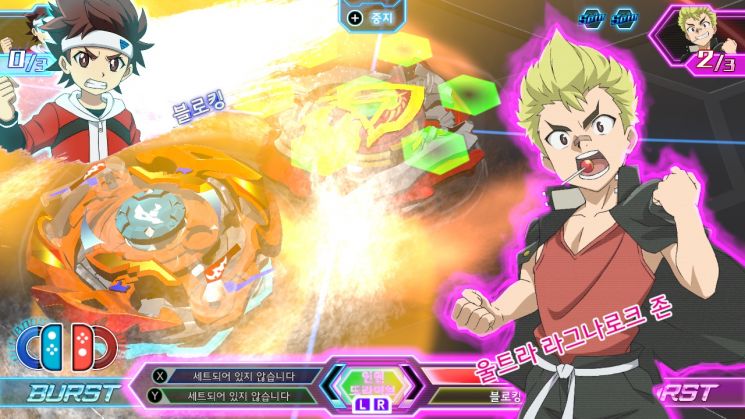 중지
Spin Spin
0/3
2/3
블로킹
울트라 라그나로크 존
X 세트되어 있지 않습니다
Y 세트되어 있지 않습니다
L R
블로킹
BURST
RST